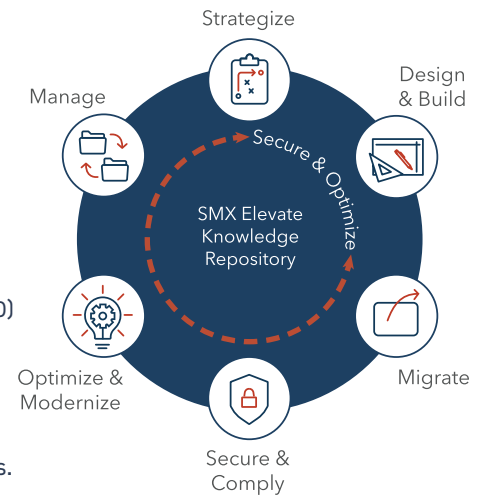 Strategize
Design
& Build
Manage
Secure & Optimize
SMX Elevate
Knowledge
Repository
Migrate
Optimize &
Modernize
Secure &
Comply